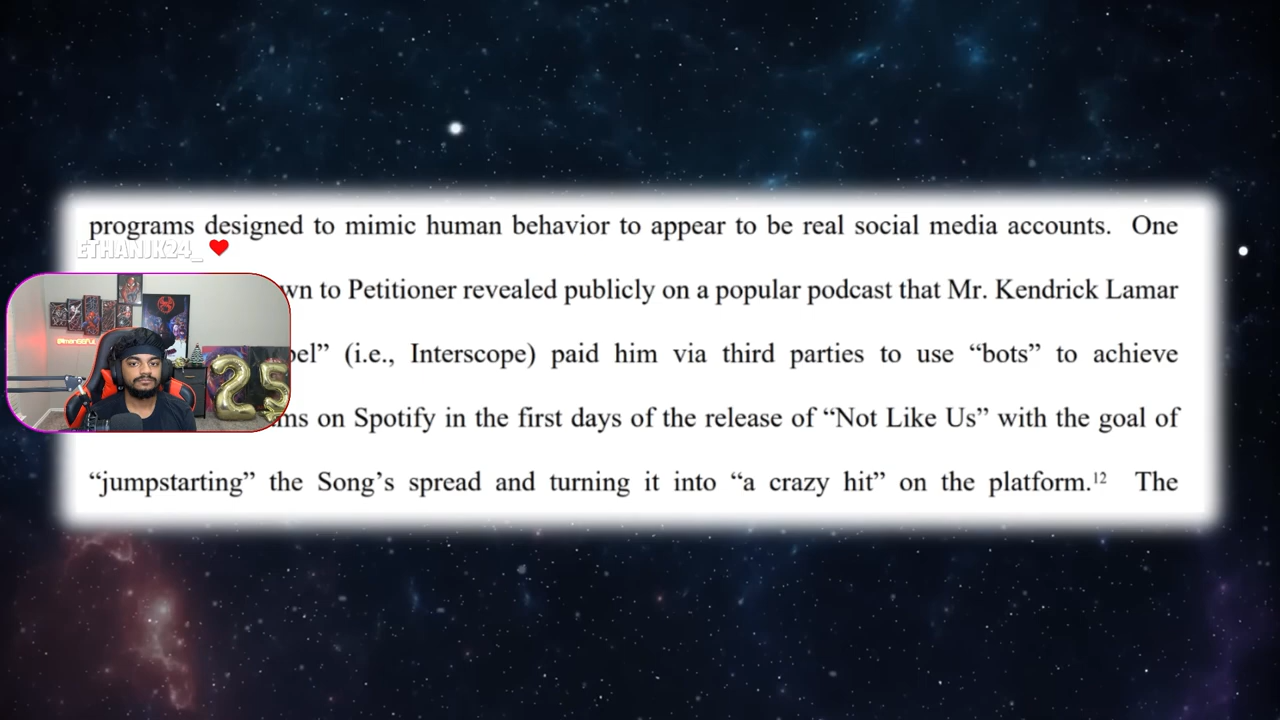 programs designed to mimic human behavior to appear to be real social media accounts. One
ETHANJK24_
to Petitioner revealed publicly on a popular podcast that Mr. Kendrick Lamar
(i.e., Interscope) paid him via third parties to use “bots” to achieve
on Spotify in the first days of the release of “Not Like Us” with the goal of
“jumpstarting” the Song’s spread and turning it into “a crazy hit” on the platform.¹² The
25